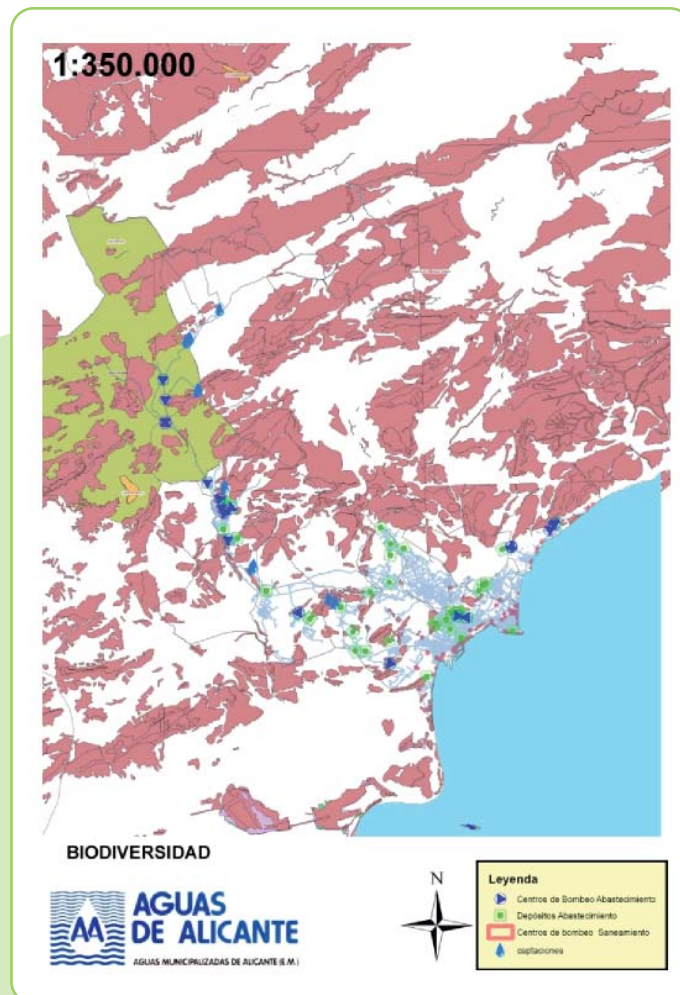 1:350.000
BIODIVERSIDAD
AA
AGUAS
DE ALICANTE
AGUAS MUNICIPALIZADAS DE ALICANTE (E.M.)
N
Leyenda
Centros de Bombeo Abastecimiento
Depósitos Abastecimiento
Centros de bombeo Saneamiento
captaciones